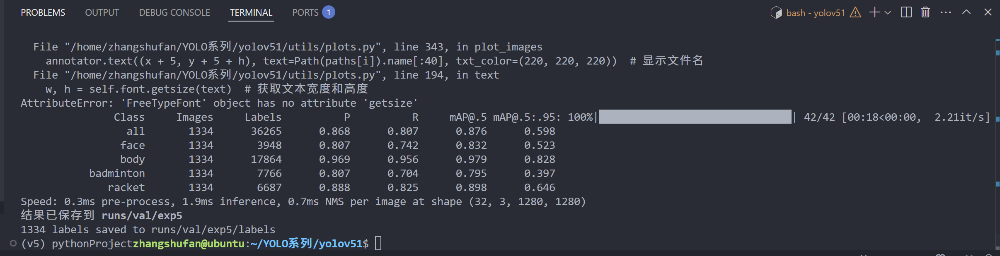 PROBLEMS OUTPUT DEBUG CONSOLE TERMINAL PORTS 1 bash - yolov51
File "/home/zhangshufan/YOLO系列/yolov51/utils/plots.py", line 343, in plot_images
annotator.text((x + 5, y + 5 + h), text=Path(paths[i]).name[:40], txt_color=(220, 220, 220)) # 显示文件名
File "/home/zhangshufan/YOLO系列/yolov51/utils/plots.py", line 194, in text
w, h = self.font.getsize(text) # 获取文本宽度和高度
AttributeError: 'FreeTypeFont' object has no attribute 'getsize'
Class Images Labels P R mAP@.5 mAP@.5:.95: 100%| | 42/42 [00:18<00:00, 2.21it/s]
all 1334 36265 0.868 0.807 0.876 0.598
face 1334 3948 0.807 0.742 0.832 0.523
body 1334 17864 0.969 0.956 0.979 0.828
badminton 1334 7766 0.807 0.704 0.795 0.397
racket 1334 6687 0.888 0.825 0.898 0.646
Speed: 0.3ms pre-process, 1.9ms inference, 0.7ms NMS per image at shape (32, 3, 1280, 1280)
结果已保存到 runs/val/exp5
1334 labels saved to runs/val/exp5/labels
(v5) pythonProjectzhangshufan@ubuntu:~/YOLO系列/yolov51$